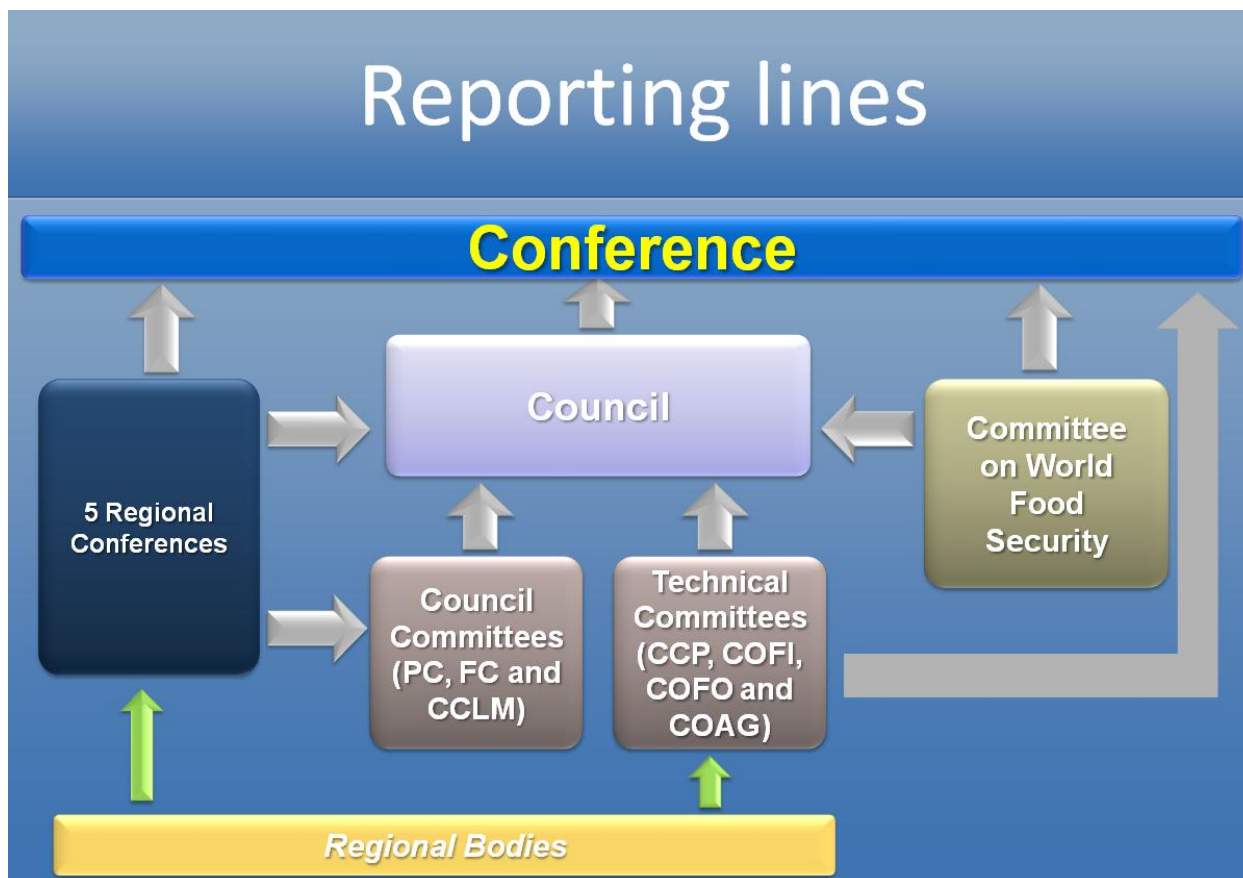 Reporting lines
Conference
Council
5 Regional
Conferences
Committee
on World
Food
Security
Council
Committees
(PC, FC and
CCLM)
Technical
Committees
(CCP, COFI,
COFO and
COAG)
Regional Bodies